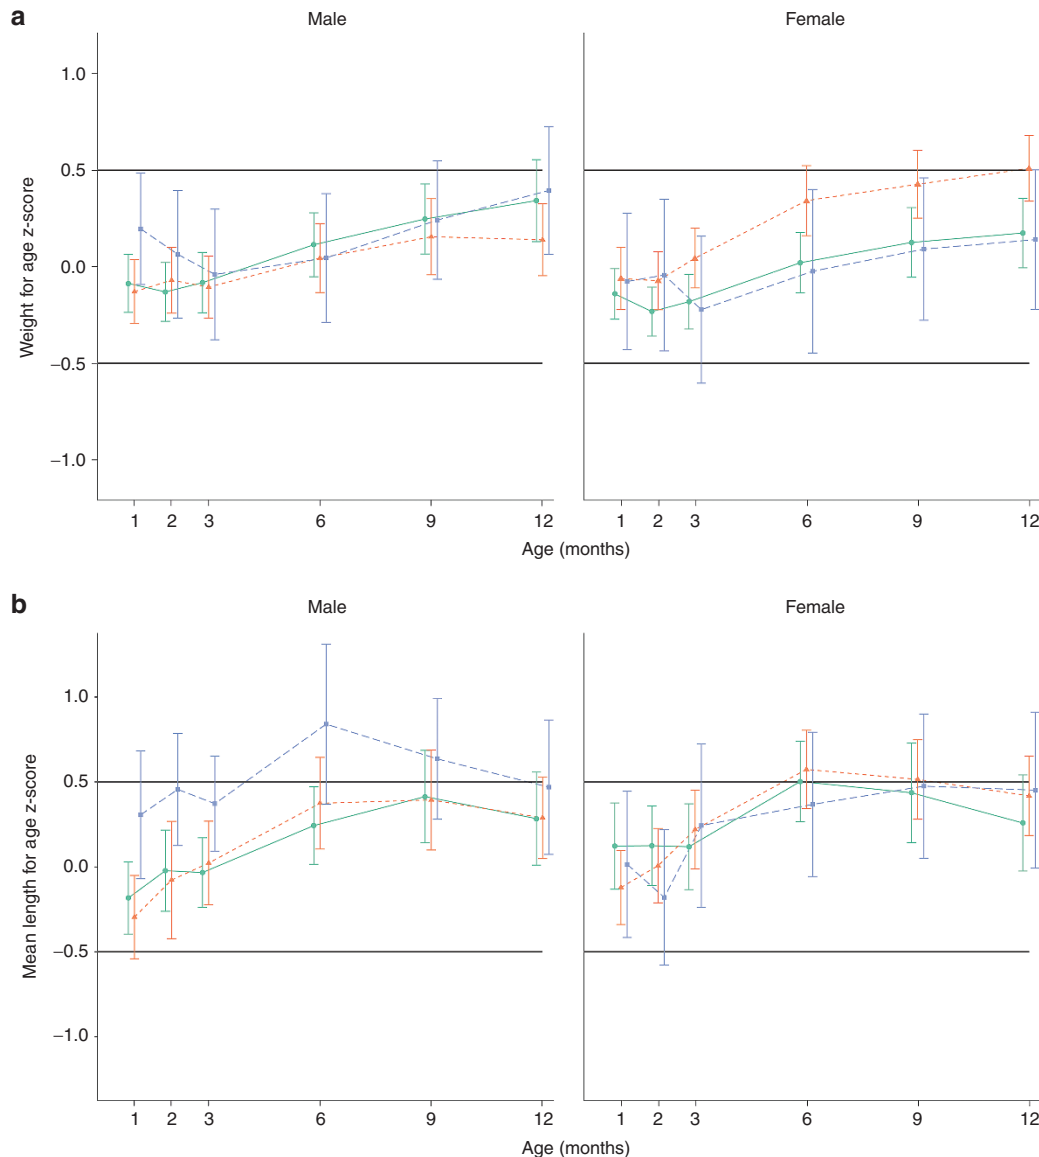 a
Male
Female
Weight for age z-score
1.0
0.5
0.0
−0.5
−1.0
1 2 3 6 9 12
1 2 3 6 9 12
Age (months)
b
Male
Female
Mean length for age z-score
1.0
0.5
0.0
−0.5
−1.0
1 2 3 6 9 12
1 2 3 6 9 12
Age (months)